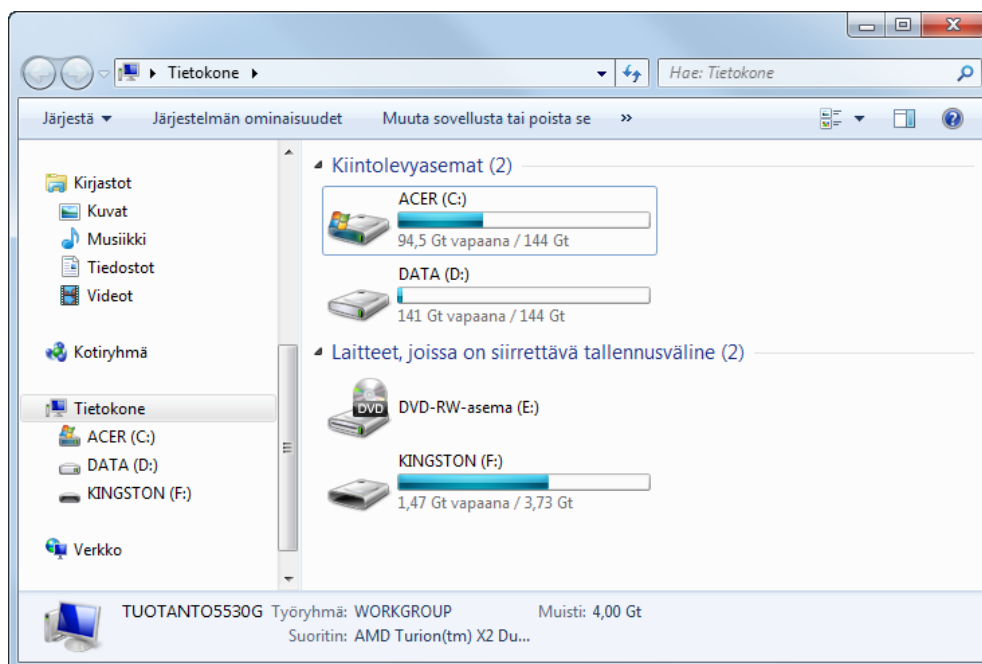 Tietokone
Hae: Tietokone
Järjestä Järjestelmän ominaisuudet Muuta sovellusta tai poista se »
Kirjastot
Kuvat
Musiikki
Tiedostot
Videot
Kotiryhmä
Tietokone
ACER (C:)
DATA (D:)
KINGSTON (F:)
Verkko
Kiintolevyasemat (2)
ACER (C:)
94,5 Gt vapaana / 144 Gt
DATA (D:)
141 Gt vapaana / 144 Gt
Laitteet, joissa on siirrettävä tallennusväline (2)
DVD
DVD-RW-asema (E:)
KINGSTON (F:)
1,47 Gt vapaana / 3,73 Gt
TUOTANTO5530G Työryhmä: WORKGROUP Muisti: 4,00 Gt
Suoritin: AMD Turion(tm) X2 Du...